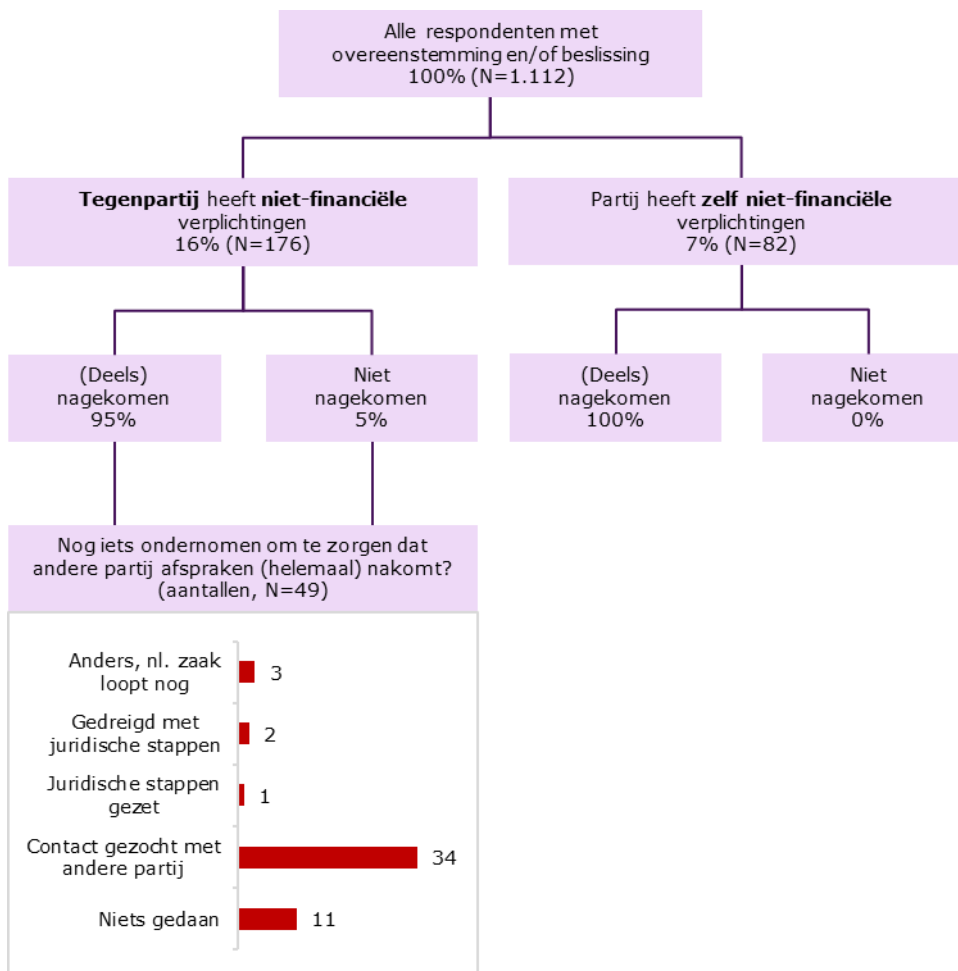 Alle respondenten met
overeenstemming en/of beslissing
100% (N=1.112)
Tegenpartij heeft niet-financiële
verplichtingen
16% (N=176)
Partij heeft zelf niet-financiële
verplichtingen
7% (N=82)
(Deels)
nagekomen
95%
Niet
nagekomen
5%
(Deels)
nagekomen
100%
Niet
nagekomen
0%
Nog iets ondernomen om te zorgen dat
andere partij afspraken (helemaal) nakomt?
(aantallen, N=49)
Anders, nl. zaak
loopt nog
3
Gedreigd met
juridische stappen
2
Juridische stappen
gezet
1
Contact gezocht met
andere partij
34
Niets gedaan
11